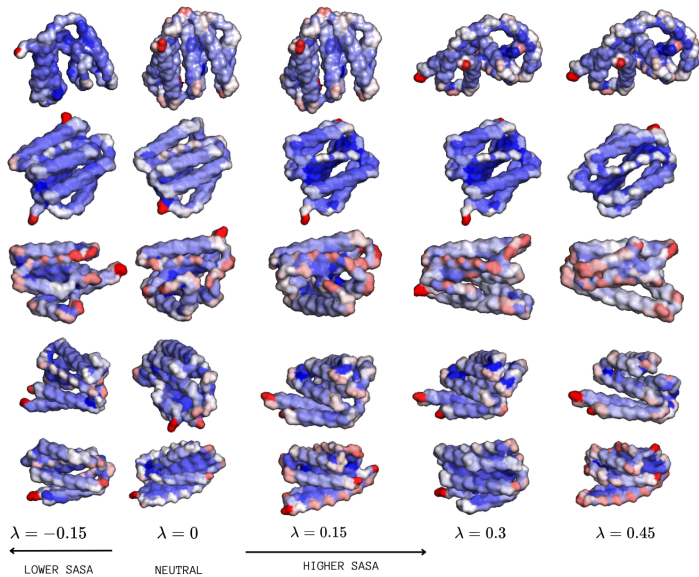 λ = −0.15 λ = 0 λ = 0.15 λ = 0.3 λ = 0.45
LOWER SASA NEUTRAL HIGHER SASA